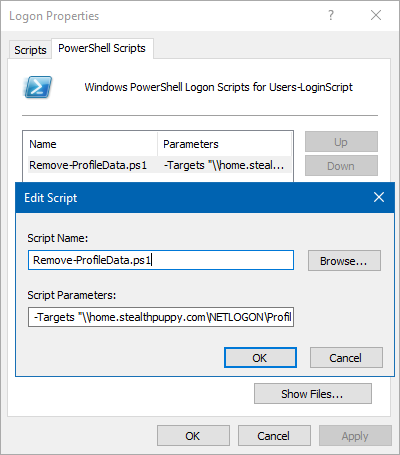 Logon Properties
Scripts PowerShell Scripts
Windows PowerShell Logon Scripts for Users-LoginScript
Name Parameters Up
Remove-ProfileData.ps1 -Targets "\\home.steal... Down
Edit Script
Script Name:
Remove-ProfileData.ps1 Browse...
Script Parameters:
-Targets "\\home.stealthpuppy.com\NETLOGON\Profil
OK Cancel
Show Files...
OK Cancel Apply